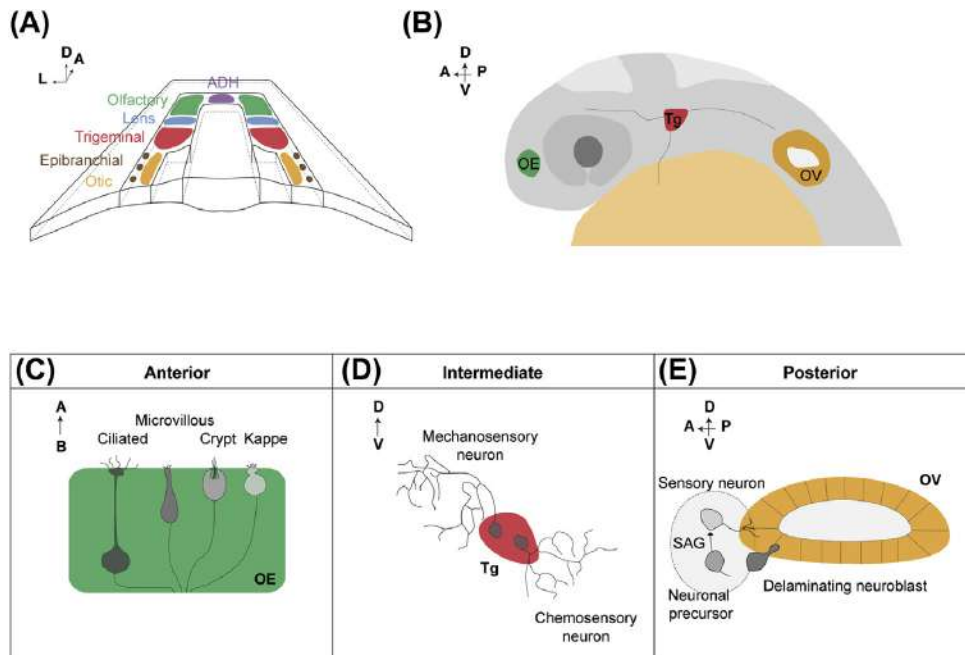 (A)
D
A
L
ADH
Olfactory
Lens
Trigeminal
Epibranchial
Otic
(B)
D
A P
V
Tg
OE
OV
(C) Anterior
A
B
Microvillous
Ciliated Crypt Kappe
OE
(D) Intermediate
D
V
Mechanosensory
neuron
Tg
Chemosensory
neuron
(E) Posterior
D
A P
V
Sensory neuron
OV
SAG
Neuronal
precursor
Delaminating neuroblast